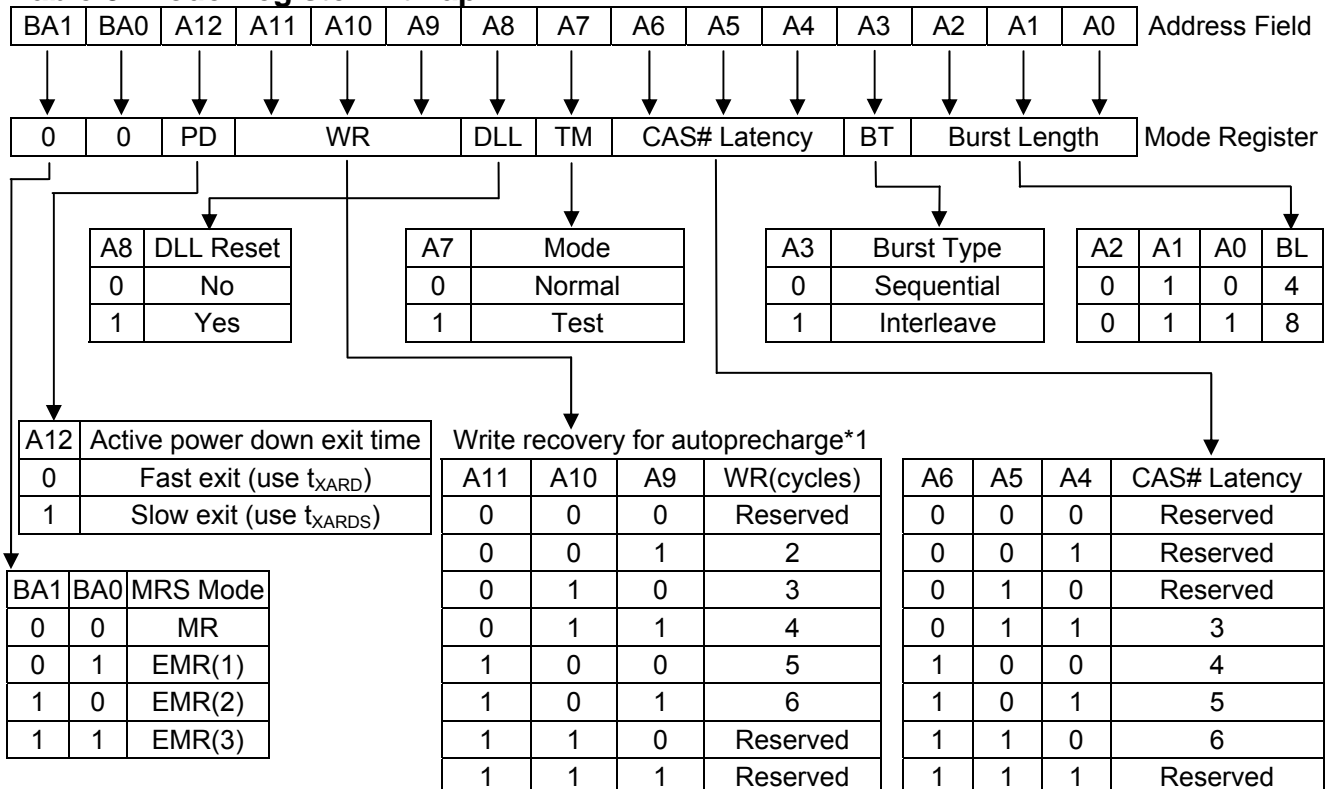 BA1 BA0 A12 A11 A10 A9 A8 A7 A6 A5 A4 A3 A2 A1 A0 Address Field
0 0 PD WR DLL TM CAS# Latency BT Burst Length Mode Register
A8 DLL Reset
0 No
1 Yes
A7 Mode
0 Normal
1 Test
A3 Burst Type
0 Sequential
1 Interleave
A2 A1 A0 BL
0 1 0 4
0 1 1 8
A12 Active power down exit time
0 Fast exit (use tXARD)
1 Slow exit (use tXARDS)
BA1 BA0 MRS Mode
0 0 MR
0 1 EMR(1)
1 0 EMR(2)
1 1 EMR(3)
Write recovery for autoprecharge*1
A11 A10 A9 WR(cycles)
0 0 0 Reserved
0 0 1 2
0 1 0 3
0 1 1 4
1 0 0 5
1 0 1 6
1 1 0 Reserved
1 1 1 Reserved
A6 A5 A4 CAS# Latency
0 0 0 Reserved
0 0 1 Reserved
0 1 0 Reserved
0 1 1 3
1 0 0 4
1 0 1 5
1 1 0 6
1 1 1 Reserved